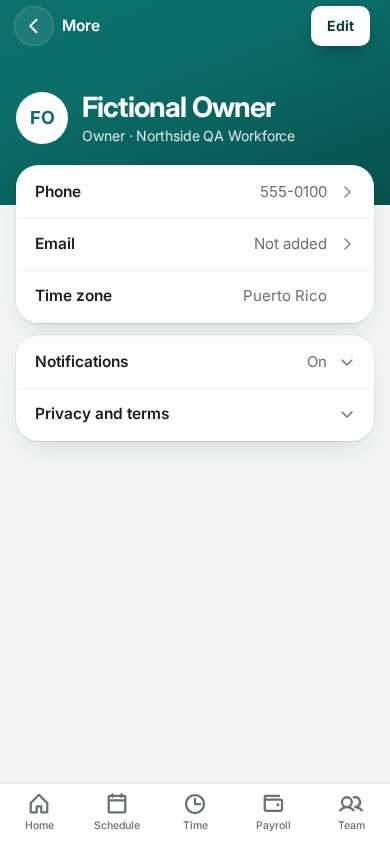 More
Edit
FO
Fictional Owner
Owner · Northside QA Workforce
Phone 555-0100
Email Not added
Time zone Puerto Rico
Notifications On
Privacy and terms
Home Schedule Time Payroll Team